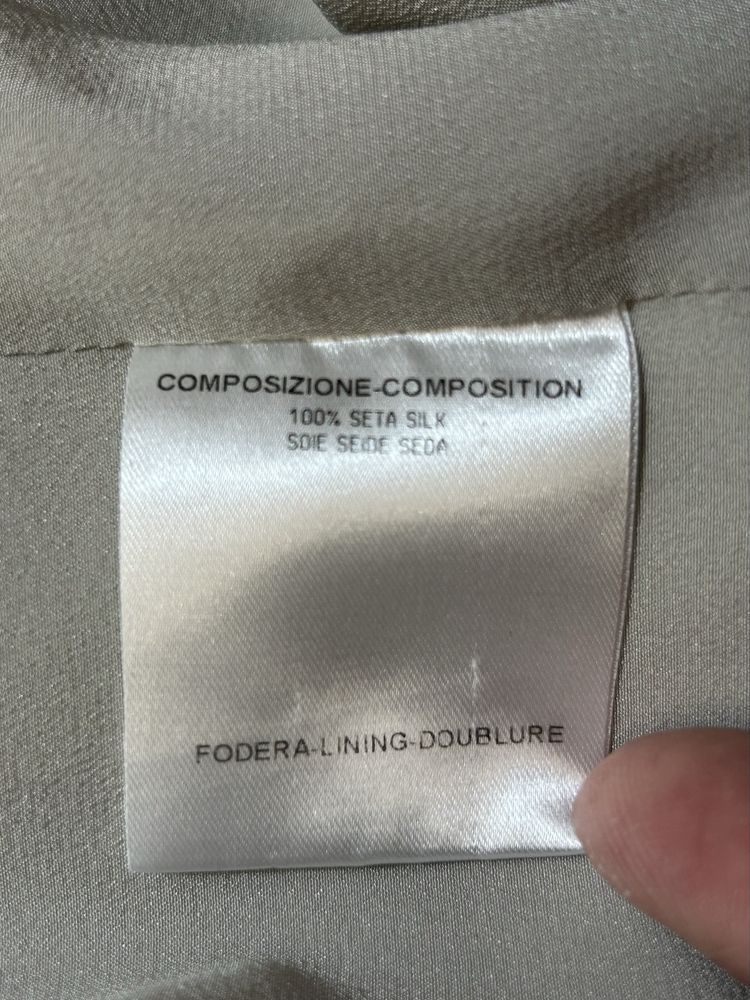 COMPOSIZIONE-COMPOSITION
100% SETA SILK
SOIE SEIDE SEDA
FODERA-LINING-DOUBLURE